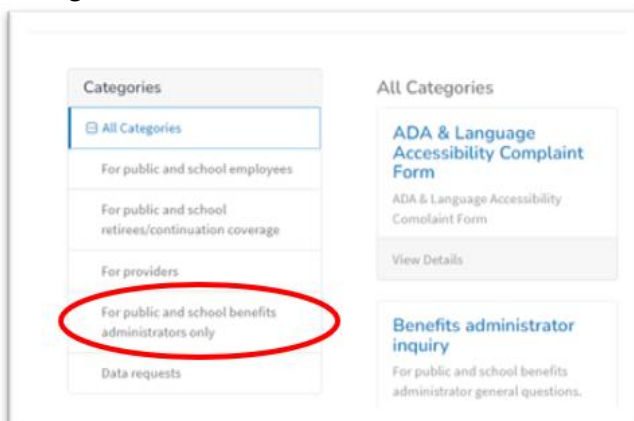 Categories
All Categories
For public and school employees
For public and school
retirees/continuation coverage
For providers
For public and school benefits
administrators only
Data requests
All Categories
ADA & Language
Accessibility Complaint
Form
ADA & Language Accessibility
Complaint Form
View Details
Benefits administrator
inquiry
For public and school benefits
administrator general questions.